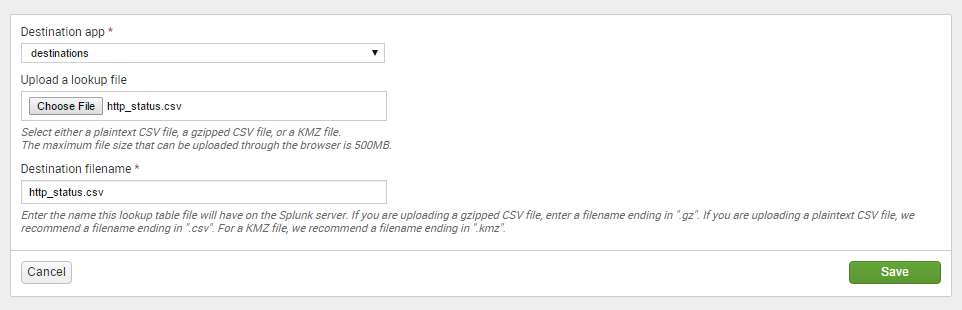 Destination app *
destinations
Upload a lookup file
Choose File http_status.csv
Select either a plaintext CSV file, a gzipped CSV file, or a KMZ file.
The maximum file size that can be uploaded through the browser is 500MB.
Destination filename *
http_status.csv
Enter the name this lookup table file will have on the Splunk server. If you are uploading a gzipped CSV file, enter a filename ending in ".gz". If you are uploading a plaintext CSV file, we
recommend a filename ending in ".csv". For a KMZ file, we recommend a filename ending in ".kmz".
Cancel Save